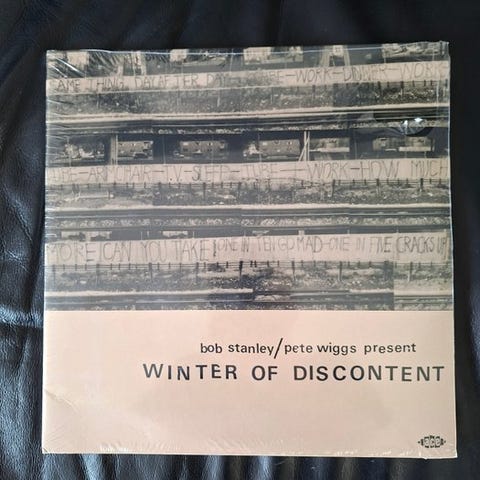 SAME THING DAY AFTER DAY - TUBE - WORK - DINNER - WORK
TUBE - ARMCHAIR - T.V - SLEEP - TUBE - WORK - HOW MUCH
MORE CAN YOU TAKE ONE IN TEN GO MAD - ONE IN FIVE CRACKS UP
bob stanley/pete wiggs present
WINTER OF DISCONTENT
ace